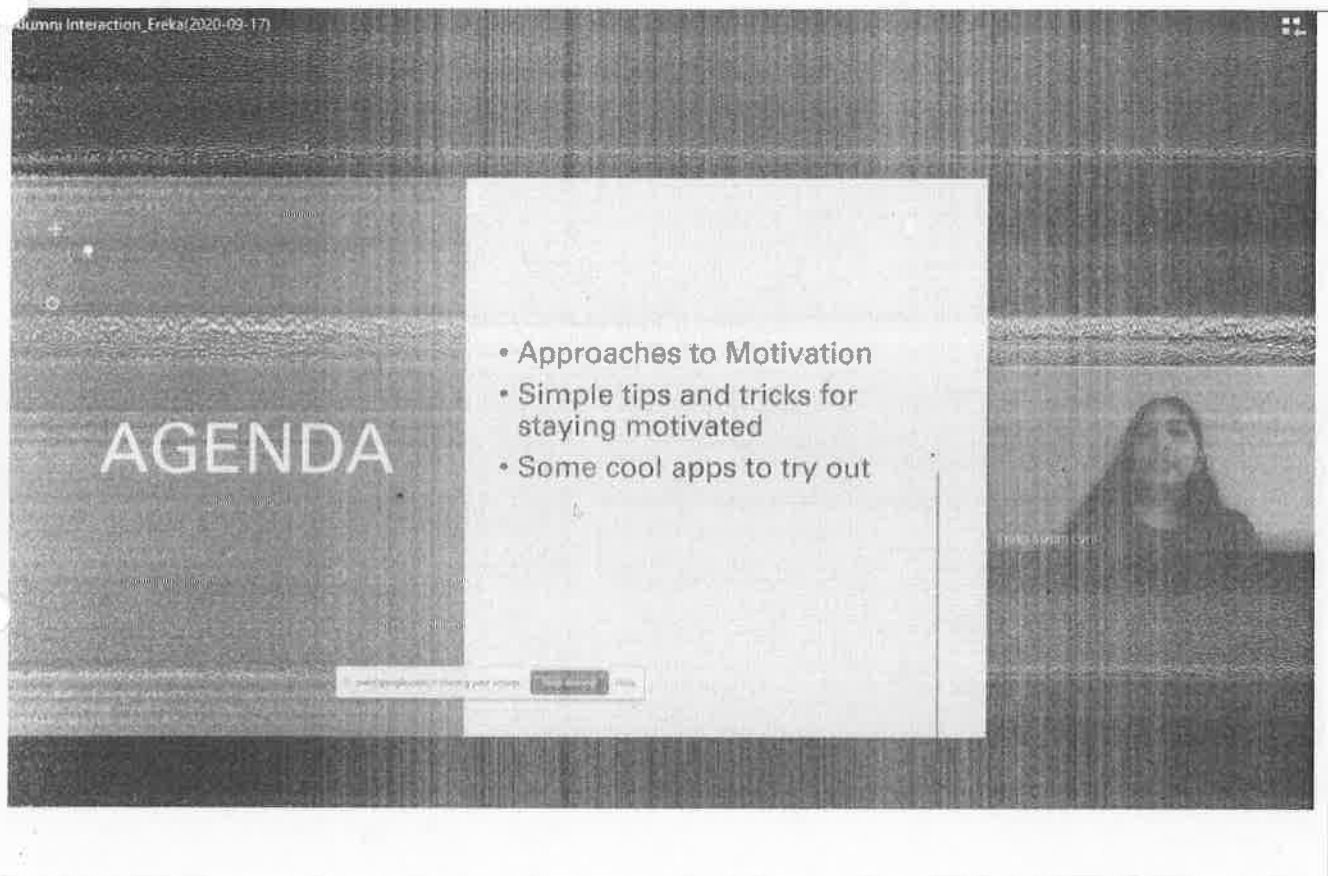 Alumni Interaction_Ereka(2020-09-17)
AGENDA
• Approaches to Motivation
• Simple tips and tricks for
staying motivated
• Some cool apps to try out